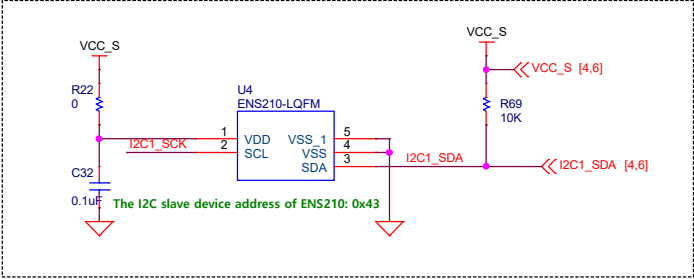 VCC_S
VCC_S
VCC_S [4,6]
R22
0
U4
ENS210-LQFM
R69
10K
1
VDD
VSS_1
5
I2C1_SCK
2
SCL
VSS
4
SDA
3
I2C1_SDA
I2C1_SDA [4,6]
C32
0.1uF
The I2C slave device address of ENS210: 0x43